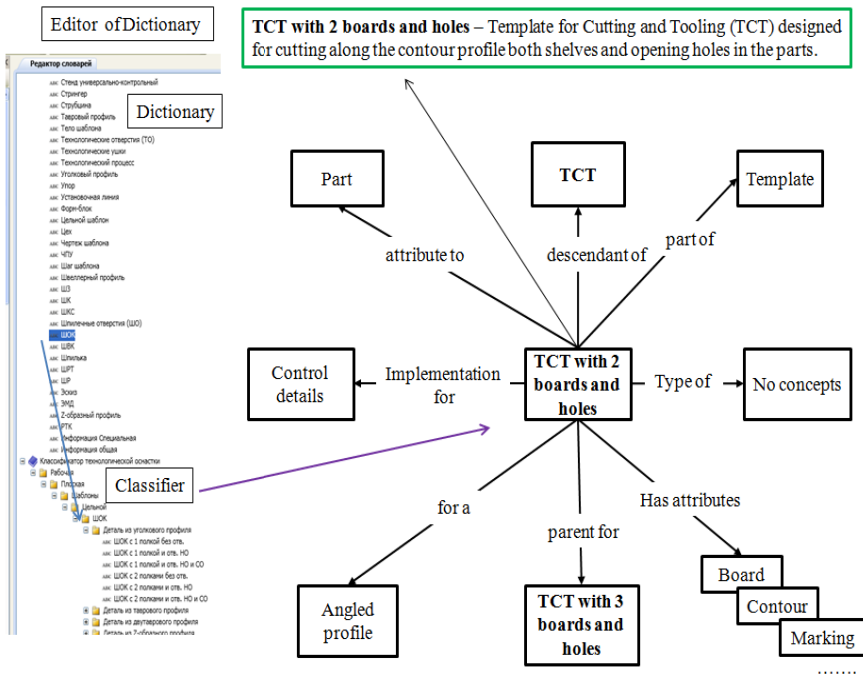 Editor of Dictionary
TCT with 2 boards and holes – Template for Cutting and Tooling (TCT) designed
for cutting along the contour profile both shelves and opening holes in the parts.
Редактор словарей
Стенд универсально-контрольный
Стрингер
Струбцина
Тавровый профиль
Тело шаблона
Технологические отверстия (ТО)
Технологические ушки
Технологический процесс
Уголковый профиль
Упор
Установочная линия
Форм-блок
Цельный шаблон
Цех
Чертеж шаблона
ЧПУ
Шаг шаблона
Швеллерный профиль
ШЗ
ШК
ШКС
Шпилечные отверстия (ШО)
ШОК
ШВК
Шпилька
ШРТ
ШР
Эскиз
ЭМД
Z-образный профиль
РТК
Информация Специальная
Информация общая
Классификатор технологической оснастки
Рабочая
Плоская
Шаблоны
Цельной
ШОК
Деталь из уголкового профиля
ШОК с 1 полкой без отв.
ШОК с 1 полкой и отв. НО
ШОК с 1 полкой и отв. НО и СО
ШОК с 2 полками без отв.
ШОК с 2 полками и отв. НО
ШОК с 2 полками и отв. НО и СО
Деталь из таврового профиля
Деталь из двутаврового профиля
Деталь из Z-образного профиля
Dictionary
Classifier
Part
TCT
Template
attribute to
descendant of
part of
Control
details
Implementation
for
TCT with 2
boards and
holes
Type of
No concepts
for a
parent for
Has attributes
Angled
profile
TCT with 3
boards and
holes
Board
Contour
Marking
.......